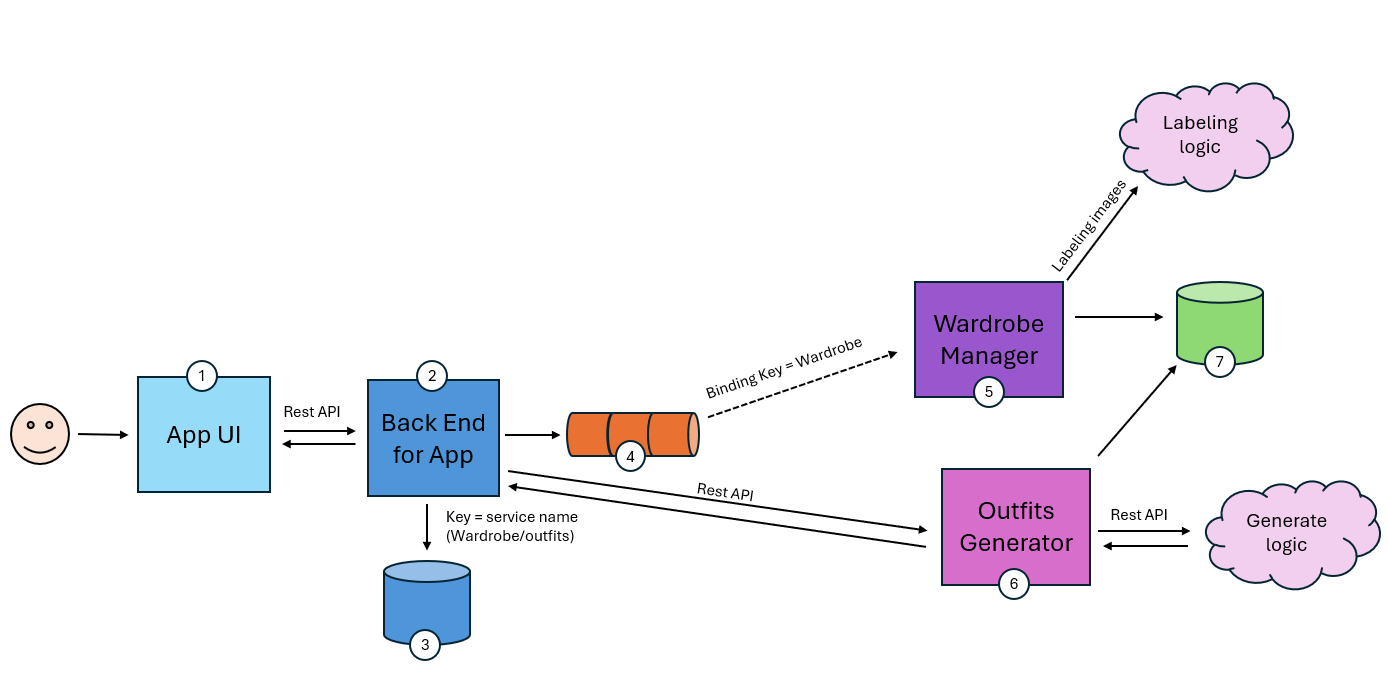 Labeling
logic
Labeling images
Wardrobe
Manager
5
7
Binding Key = Wardrobe
1
App UI
Rest API
2
Back End
for App
4
Rest API
Key = service name
(Wardrobe/outfits)
3
Outfits
Generator
6
Rest API
Generate
logic